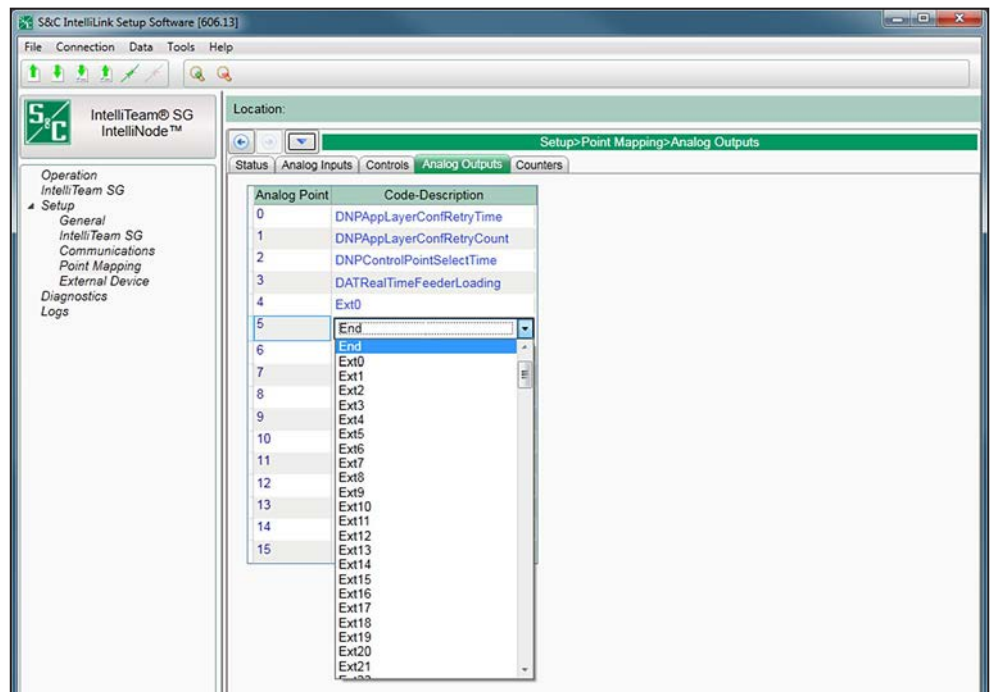 S&C IntelliLink Setup Software [606.13]
File Connection Data Tools Help
S&C
IntelliTeam® SG
IntelliNode™
Operation
IntelliTeam SG
Setup
General
IntelliTeam SG
Communications
Point Mapping
External Device
Diagnostics
Logs
Location:
Setup>Point Mapping>Analog Outputs
Status Analog Inputs Controls Analog Outputs Counters
Analog Point Code-Description
0 DNPAppLayerConfRetryTime
1 DNPAppLayerConfRetryCount
2 DNPControlPointSelectTime
3 DATRealTimeFeederLoading
4 Ext0
5 End
6
7
8
9
10
11
12
13
14
15
End
Ext0
Ext1
Ext2
Ext3
Ext4
Ext5
Ext6
Ext7
Ext8
Ext9
Ext10
Ext11
Ext12
Ext13
Ext14
Ext15
Ext16
Ext17
Ext18
Ext19
Ext20
Ext21